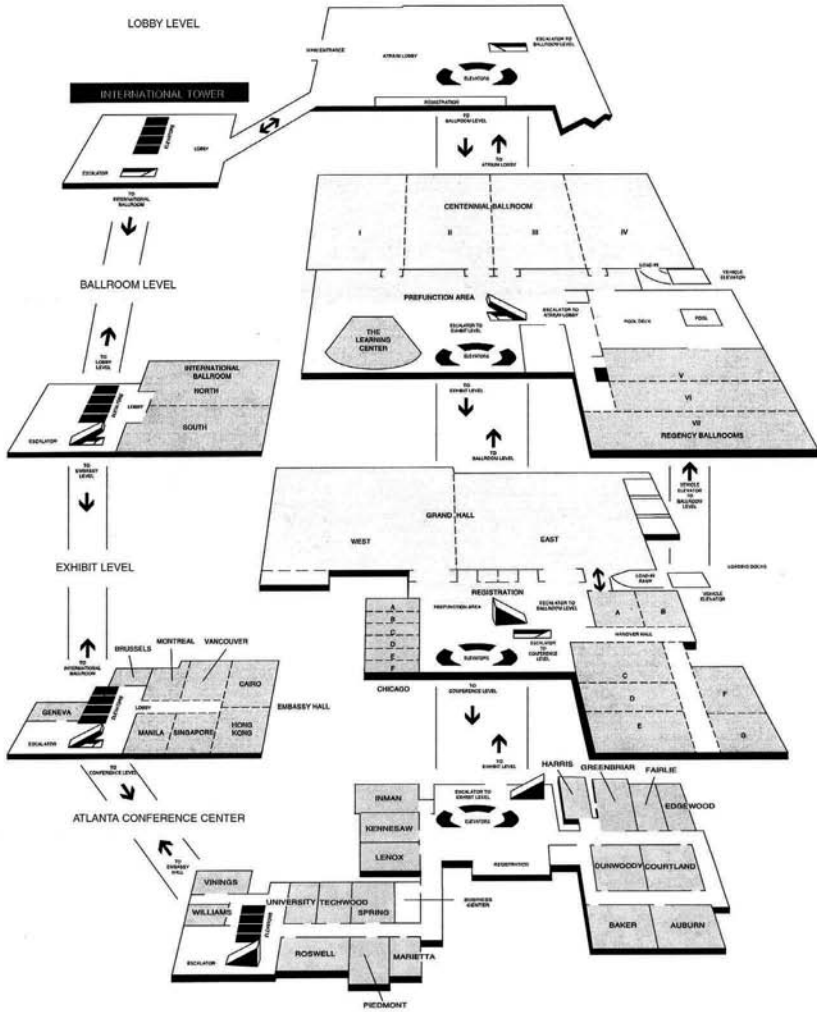 LOBBY LEVEL
MAIN ENTRANCE
ATRIUM LOBBY
ESCALATOR TO
BALLROOM LEVEL
ELEVATORS
REGISTRATION
INTERNATIONAL TOWER
ELEVATORS
LOBBY
ESCALATOR
TO
BALLROOM LEVEL
TO
ATRIUM LOBBY
TO
INTERNATIONAL
BALLROOM
CENTENNIAL BALLROOM
I
II
III
IV
LOAD-IN
VEHICLE
ELEVATOR
BALLROOM LEVEL
PREFUNCTION AREA
ESCALATOR TO
ATRIUM LOBBY
ESCALATOR TO
EXHIBIT LEVEL
ELEVATORS
THE
LEARNING
CENTER
POOL DECK
POOL
V
VI
VII
REGENCY BALLROOMS
TO
LOBBY
LEVEL
INTERNATIONAL
BALLROOM
NORTH
SOUTH
ELEVATORS
LOBBY
ESCALATOR
TO
EXHIBIT LEVEL
TO
BALLROOM LEVEL
TO
EMBASSY
LEVEL
VEHICLE
ELEVATOR
TO
BALLROOM
LEVEL
GRAND HALL
WEST
EAST
EXHIBIT LEVEL
LOADING DOCKS
LOAD-IN
RAMP
VEHICLE
ELEVATOR
REGISTRATION
PREFUNCTION AREA
ESCALATOR TO
BALLROOM LEVEL
ESCALATOR
TO
CONFERENCE
LEVEL
ELEVATORS
A
B
C
D
E
F
CHICAGO
A
B
HANOVER HALL
C
D
E
F
G
TO
INTERNATIONAL
BALLROOM
BRUSSELS
MONTREAL
VANCOUVER
CAIRO
GENEVA
ELEVATORS
LOBBY
EMBASSY HALL
MANILA
SINGAPORE
HONG
KONG
ESCALATOR
TO
CONFERENCE LEVEL
TO
CONFERENCE LEVEL
TO
EXHIBIT LEVEL
ATLANTA CONFERENCE CENTER
TO
EMBASSY
HALL
INMAN
KENNESAW
LENOX
ESCALATOR TO
EXHIBIT LEVEL
ELEVATORS
REGISTRATION
HARRIS
GREENBRIAR
FAIRLIE
EDGEWOOD
DUNWOODY
COURTLAND
BAKER
AUBURN
VININGS
WILLIAMS
ELEVATORS
UNIVERSITY
TECHWOOD
SPRING
BUSINESS
CENTER
ESCALATOR
ROSWELL
PIEDMONT
MARIETTA